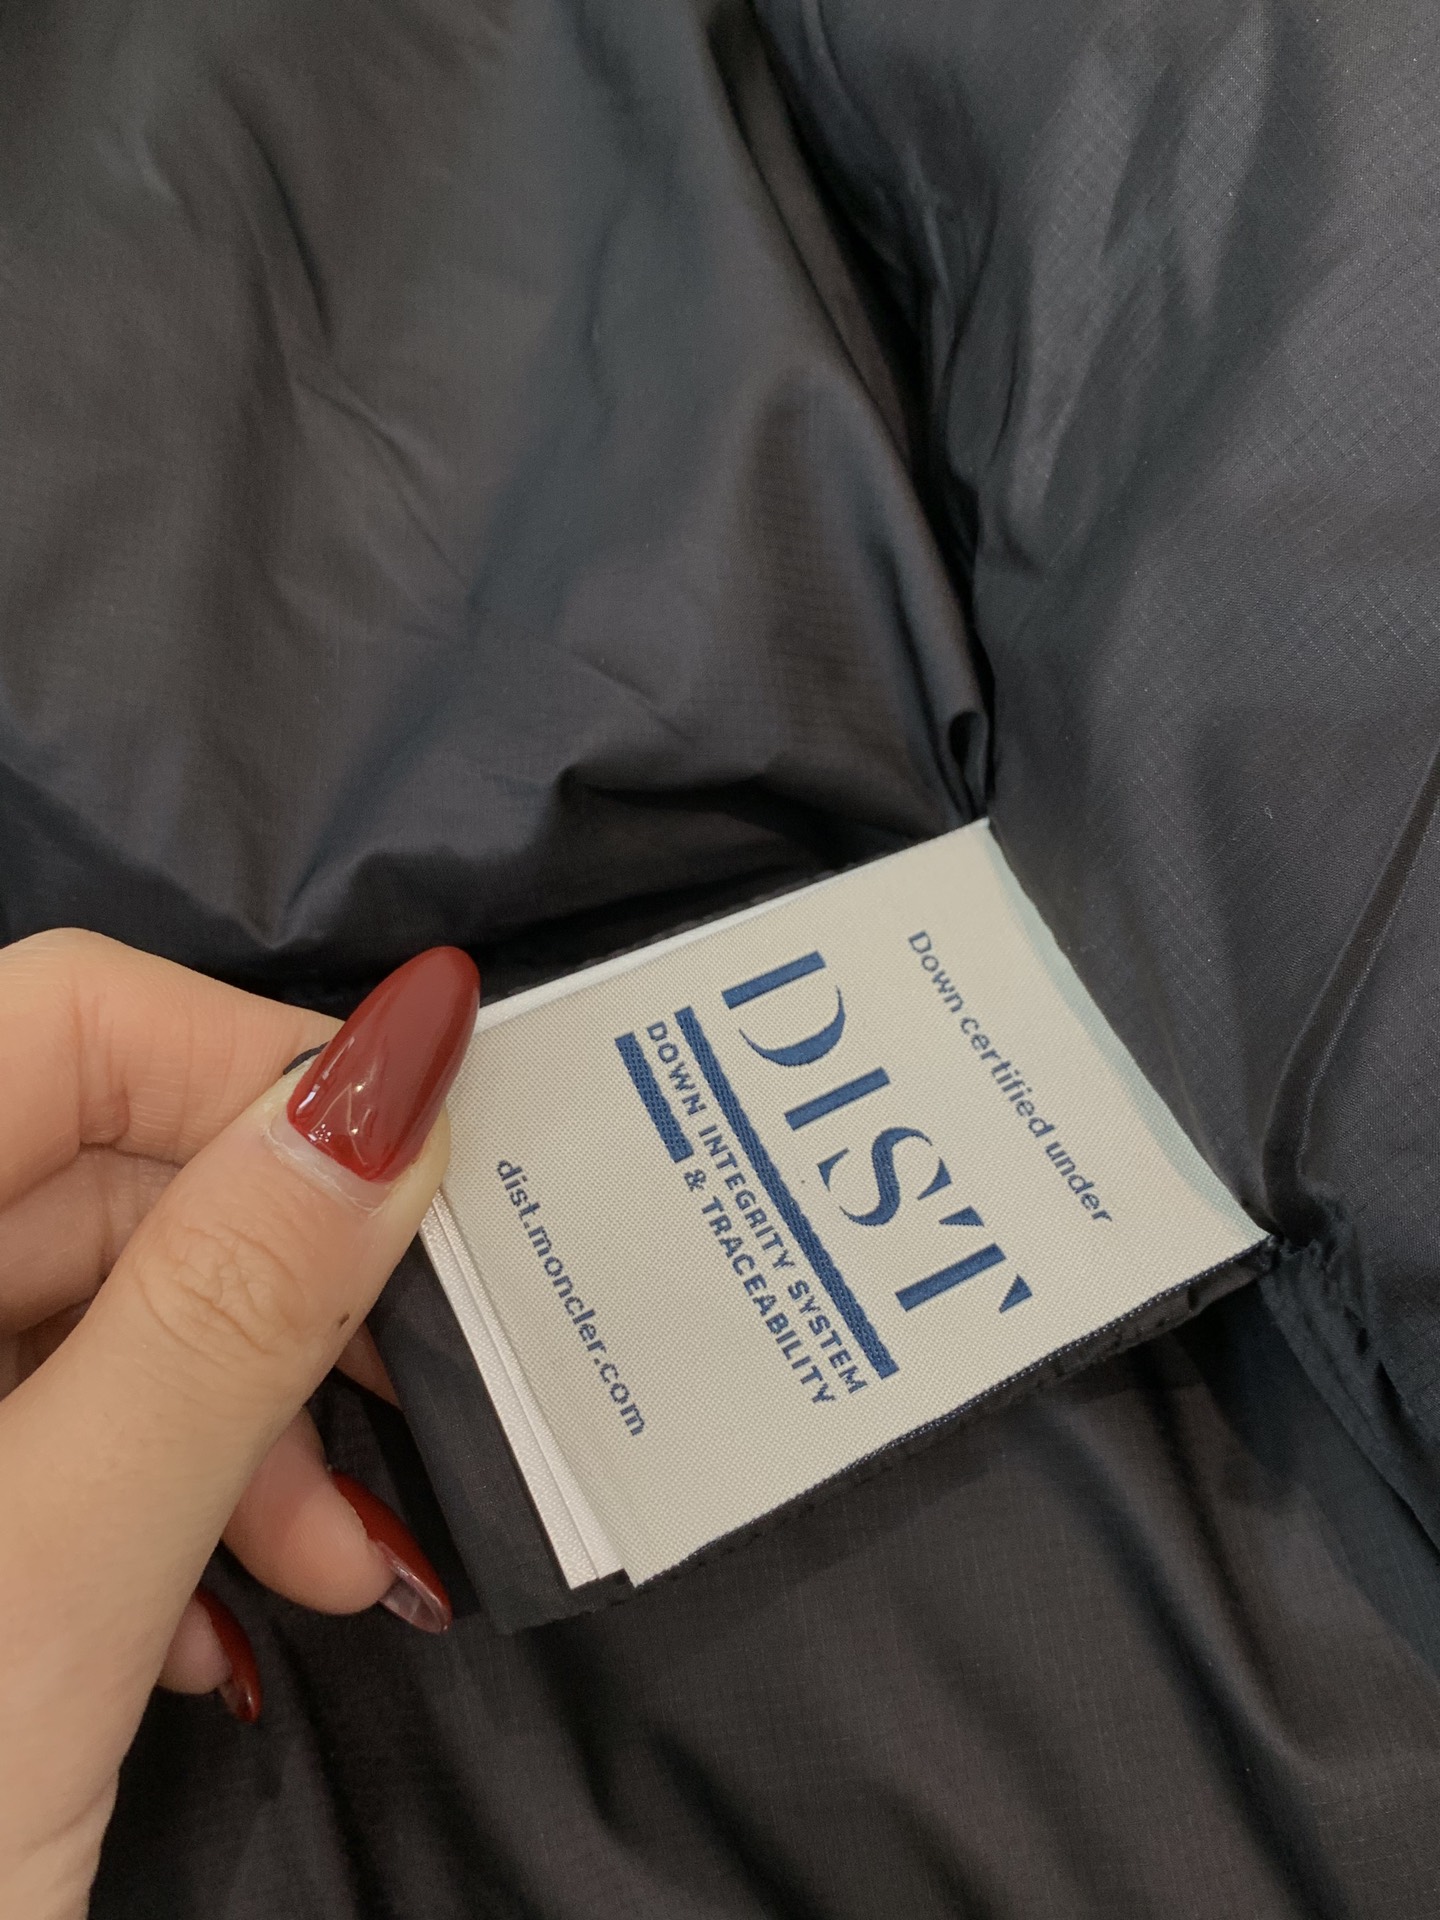 Down certified under
DIST
DOWN INTEGRITY SYSTEM
& TRACEABILITY
dist.moncler.com